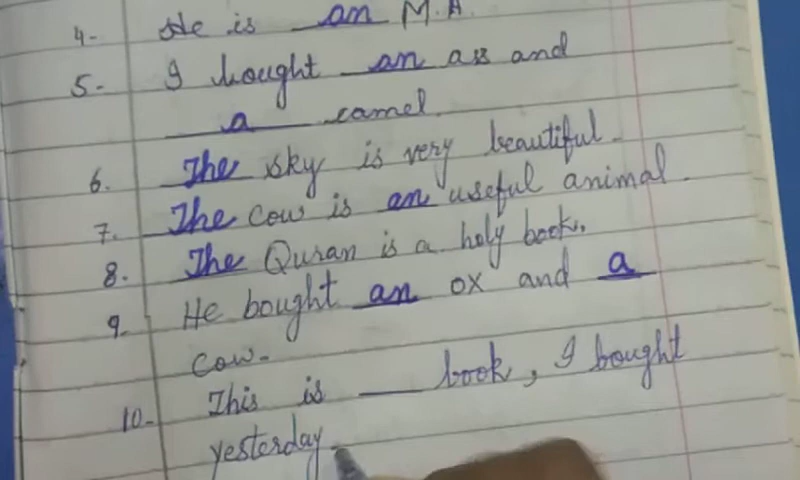 4. He is an M.A.
5. I bought an ass and
a camel.
6. The sky is very beautiful.
7. The cow is an useful animal.
8. The Quran is a holy book.
9. He bought an ox and a
cow.
10. This is ___ book, I bought
yesterday